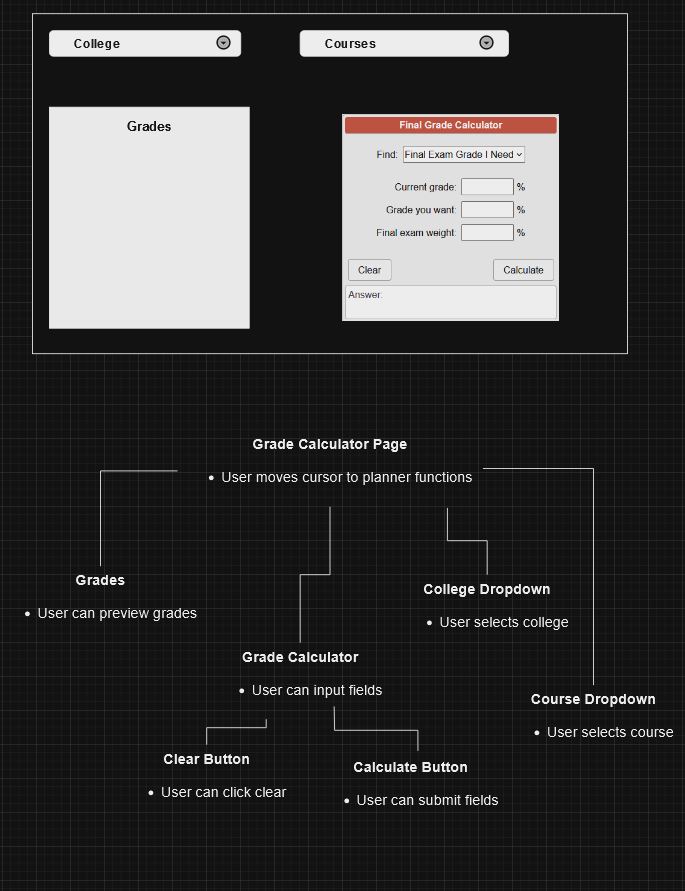 College
Courses
Grades
Final Grade Calculator
Find: Final Exam Grade I Need
Current grade: %
Grade you want: %
Final exam weight: %
Clear
Calculate
Answer:
Grade Calculator Page
• User moves cursor to planner functions
Grades
• User can preview grades
College Dropdown
• User selects college
Grade Calculator
• User can input fields
Course Dropdown
• User selects course
Clear Button
• User can click clear
Calculate Button
• User can submit fields